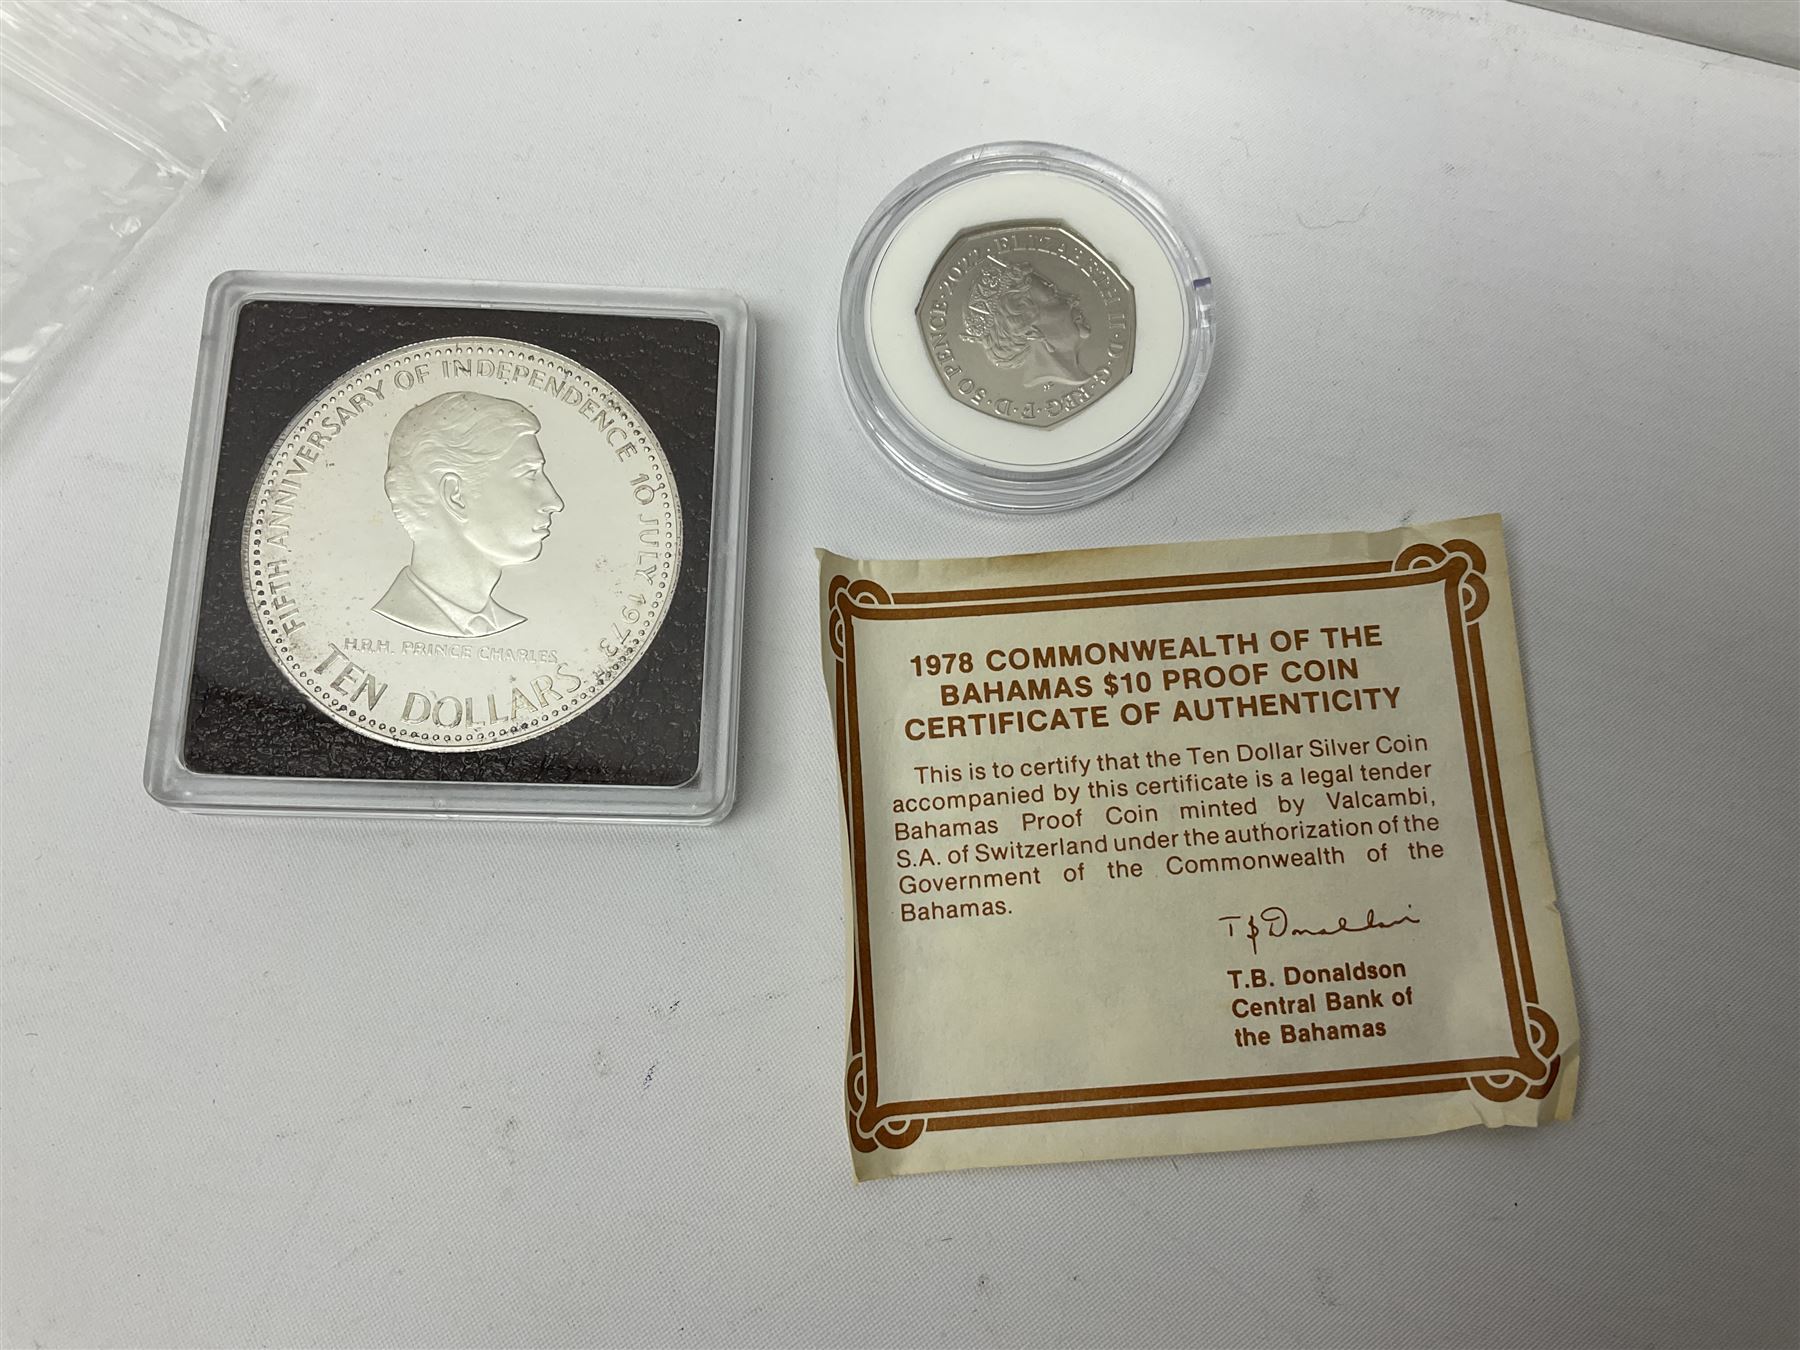 FIFTH ANNIVERSARY OF INDEPENDENCE 10 JULY 1973
H.R.H. PRINCE CHARLES
TEN DOLLARS
ELIZABETH II · D · G · REG · F · D · 50 PENCE · 2022 ·
1978 COMMONWEALTH OF THE
BAHAMAS $10 PROOF COIN
CERTIFICATE OF AUTHENTICITY
This is to certify that the Ten Dollar Silver Coin
accompanied by this certificate is a legal tender
Bahamas Proof Coin minted by Valcambi,
S.A. of Switzerland under the authorization of the
Government of the Commonwealth of the
Bahamas.
T B Donaldson
T.B. Donaldson
Central Bank of
the Bahamas